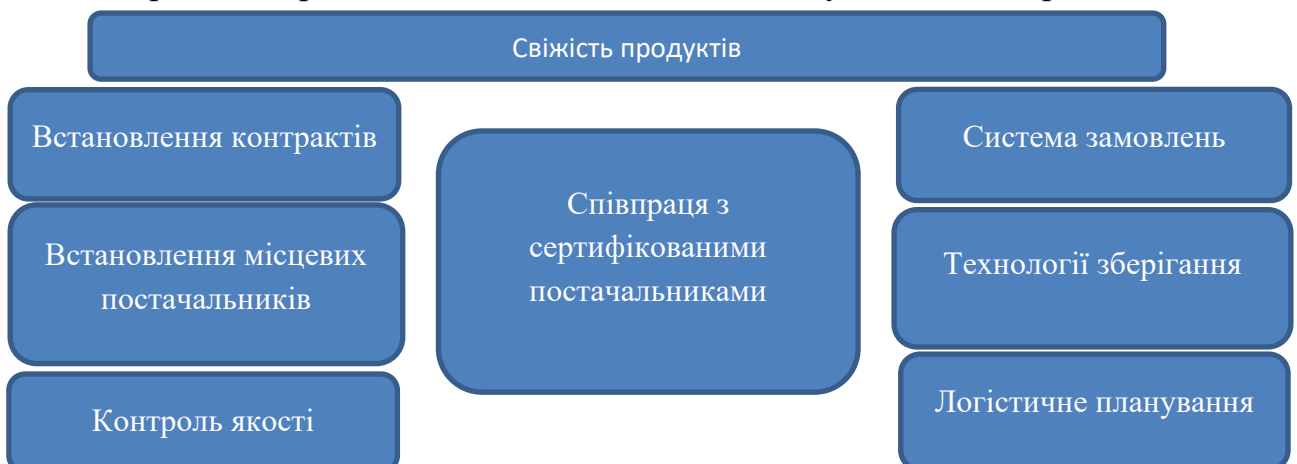 Свіжість продуктів
Встановлення контрактів
Встановлення місцевих
постачальників
Контроль якості
Співпраця з
сертифікованими
постачальниками
Система замовлень
Технології зберігання
Логістичне планування